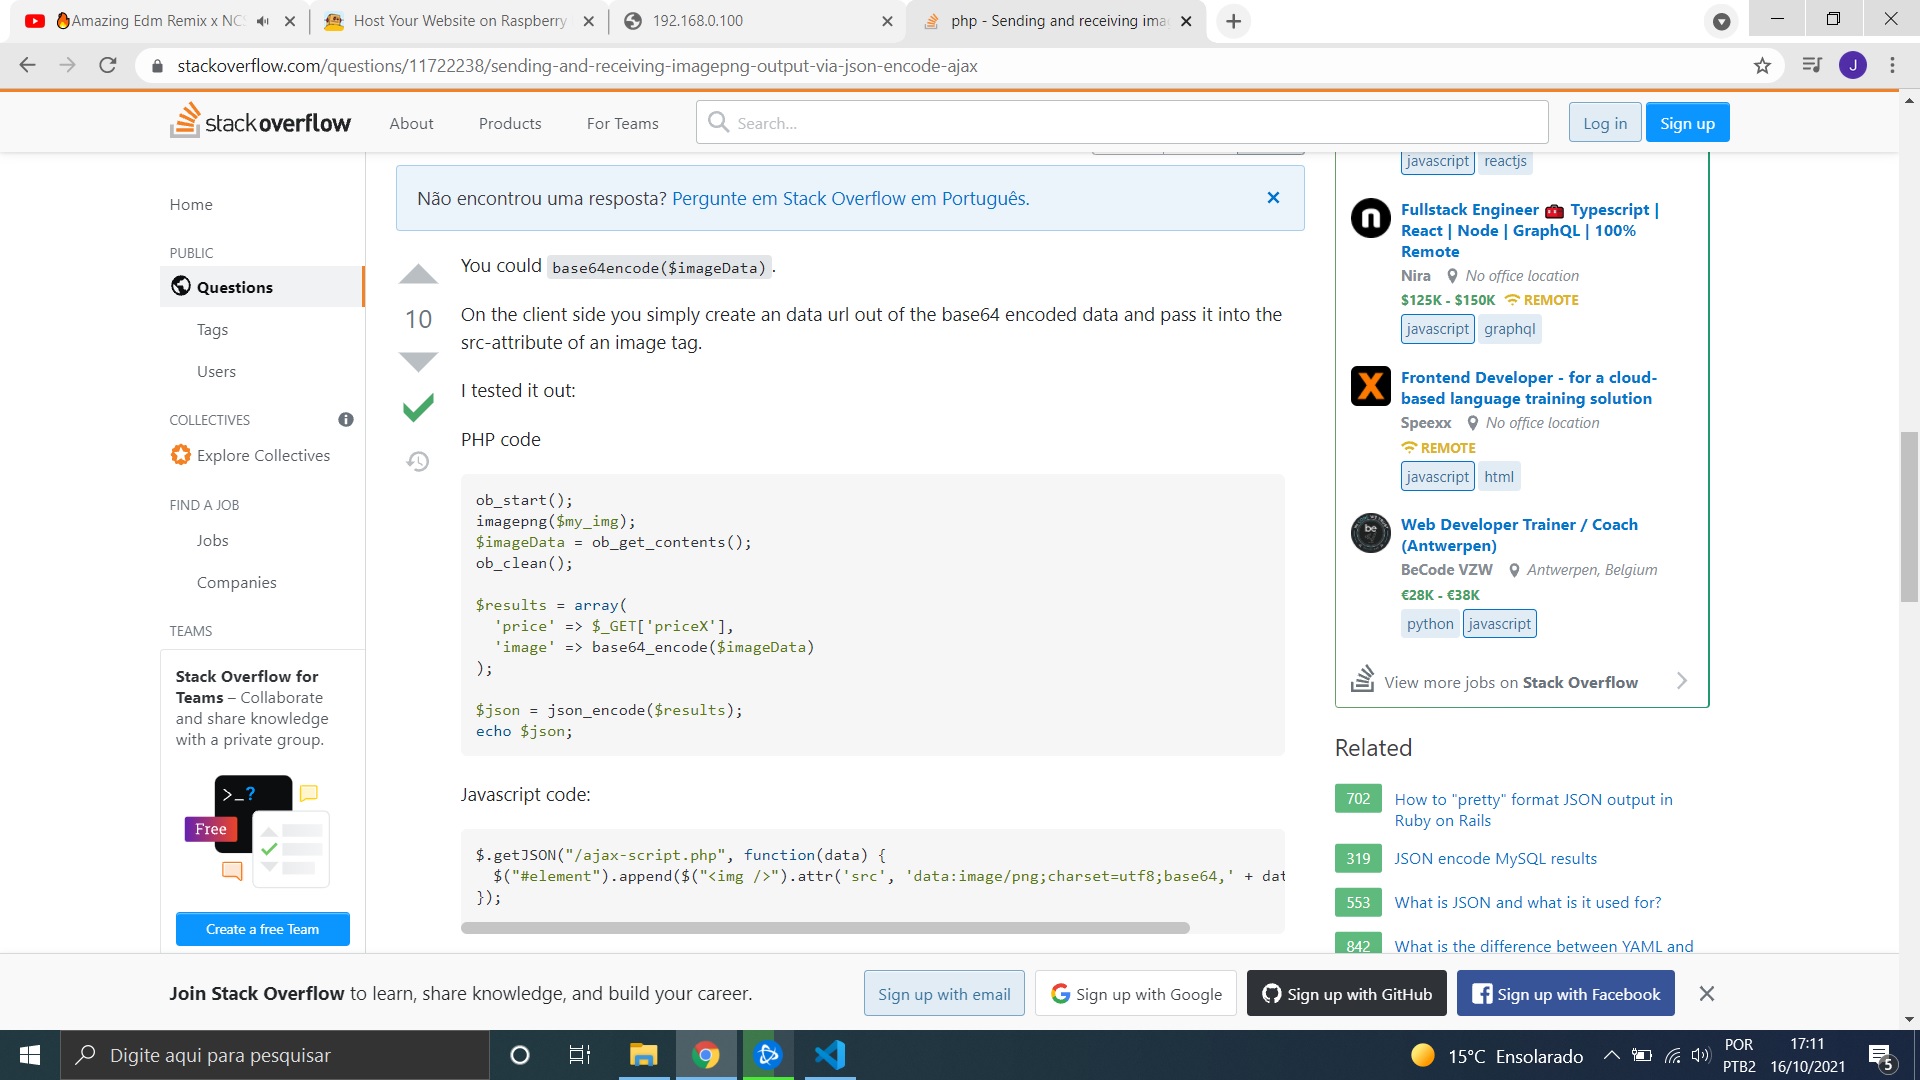 🔥Amazing Edm Remix x NCS
Host Your Website on Raspberry
192.168.0.100
php - Sending and receiving ima
stackoverflow.com/questions/11722238/sending-and-receiving-imagepng-output-via-json-encode-ajax
J
stack overflow
About
Products
For Teams
Search...
Log in
Sign up
Home
PUBLIC
Questions
Tags
Users
COLLECTIVES
Explore Collectives
FIND A JOB
Jobs
Companies
TEAMS
Stack Overflow for
Teams – Collaborate
and share knowledge
with a private group.
>_?
Free
Create a free Team
Não encontrou uma resposta? Pergunte em Stack Overflow em Português.
10
You could base64encode($imageData).
On the client side you simply create an data url out of the base64 encoded data and pass it into the
src-attribute of an image tag.
I tested it out:
PHP code
ob_start();
imagepng($my_img);
$imageData = ob_get_contents();
ob_clean();
$results = array(
'price' => $_GET['priceX'],
'image' => base64_encode($imageData)
);
$json = json_encode($results);
echo $json;
Javascript code:
$.getJSON("/ajax-script.php", function(data) {
$("#element").append($("<img />").attr('src', 'data:image/png;charset=utf8;base64,' + dat
});
javascript reactjs
Fullstack Engineer 🧰 Typescript |
React | Node | GraphQL | 100%
Remote
Nira No office location
$125K - $150K REMOTE
javascript graphql
Frontend Developer - for a cloud-
based language training solution
Speexx No office location
REMOTE
javascript html
be
Web Developer Trainer / Coach
(Antwerpen)
BeCode VZW Antwerpen, Belgium
€28K - €38K
python javascript
View more jobs on Stack Overflow
Related
702 How to "pretty" format JSON output in
Ruby on Rails
319 JSON encode MySQL results
553 What is JSON and what is it used for?
842 What is the difference between YAML and
Join Stack Overflow to learn, share knowledge, and build your career.
Sign up with email
Sign up with Google
Sign up with GitHub
Sign up with Facebook
Digite aqui para pesquisar
15°C Ensolarado
POR
PTB2
17:11
16/10/2021
5